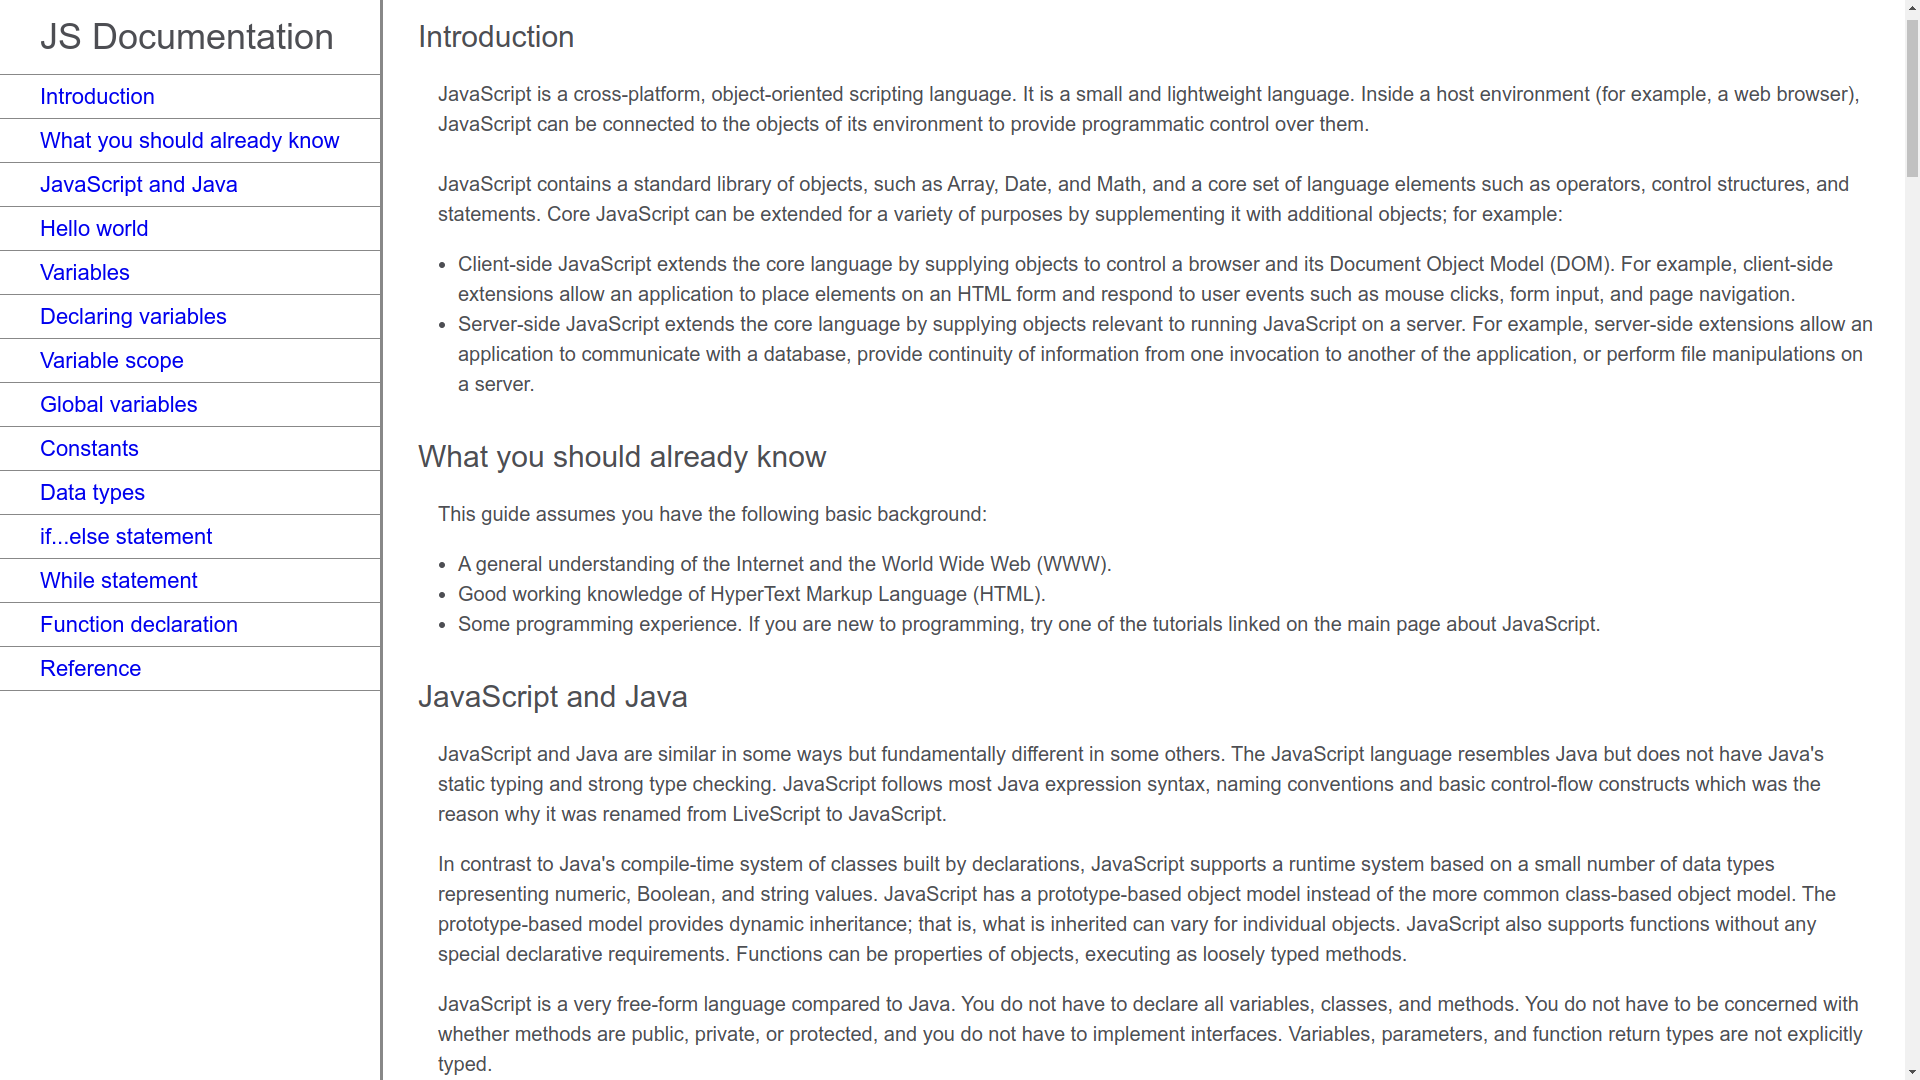 JS Documentation
Introduction
What you should already know
JavaScript and Java
Hello world
Variables
Declaring variables
Variable scope
Global variables
Constants
Data types
if...else statement
While statement
Function declaration
Reference
Introduction
JavaScript is a cross-platform, object-oriented scripting language. It is a small and lightweight language. Inside a host environment (for example, a web browser),
JavaScript can be connected to the objects of its environment to provide programmatic control over them.
JavaScript contains a standard library of objects, such as Array, Date, and Math, and a core set of language elements such as operators, control structures, and
statements. Core JavaScript can be extended for a variety of purposes by supplementing it with additional objects; for example:
• Client-side JavaScript extends the core language by supplying objects to control a browser and its Document Object Model (DOM). For example, client-side
extensions allow an application to place elements on an HTML form and respond to user events such as mouse clicks, form input, and page navigation.
• Server-side JavaScript extends the core language by supplying objects relevant to running JavaScript on a server. For example, server-side extensions allow an
application to communicate with a database, provide continuity of information from one invocation to another of the application, or perform file manipulations on
a server.
What you should already know
This guide assumes you have the following basic background:
• A general understanding of the Internet and the World Wide Web (WWW).
• Good working knowledge of HyperText Markup Language (HTML).
• Some programming experience. If you are new to programming, try one of the tutorials linked on the main page about JavaScript.
JavaScript and Java
JavaScript and Java are similar in some ways but fundamentally different in some others. The JavaScript language resembles Java but does not have Java's
static typing and strong type checking. JavaScript follows most Java expression syntax, naming conventions and basic control-flow constructs which was the
reason why it was renamed from LiveScript to JavaScript.
In contrast to Java's compile-time system of classes built by declarations, JavaScript supports a runtime system based on a small number of data types
representing numeric, Boolean, and string values. JavaScript has a prototype-based object model instead of the more common class-based object model. The
prototype-based model provides dynamic inheritance; that is, what is inherited can vary for individual objects. JavaScript also supports functions without any
special declarative requirements. Functions can be properties of objects, executing as loosely typed methods.
JavaScript is a very free-form language compared to Java. You do not have to declare all variables, classes, and methods. You do not have to be concerned with
whether methods are public, private, or protected, and you do not have to implement interfaces. Variables, parameters, and function return types are not explicitly
typed.